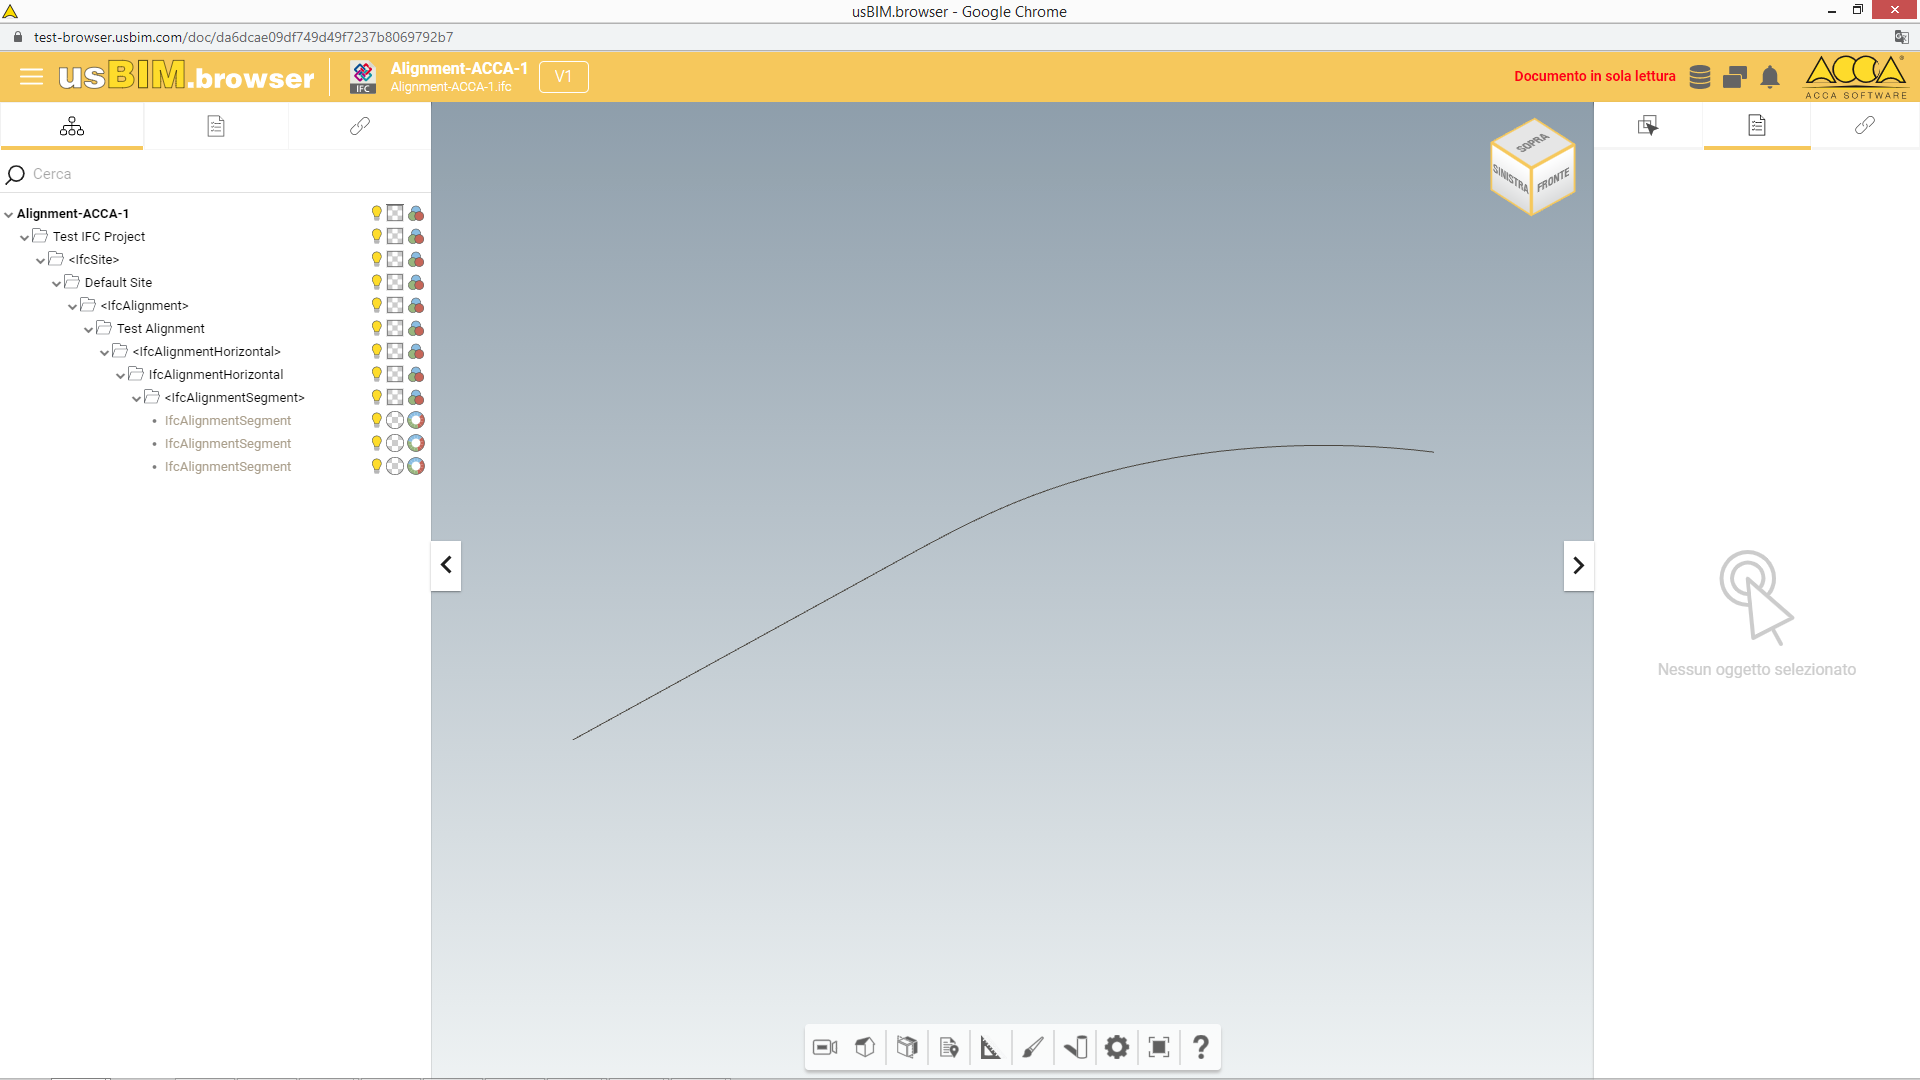 usBIM.browser - Google Chrome
test-browser.usbim.com/doc/da6dcae09df749d49f7237b8069792b7
usBIM.browser
IFC
Alignment-ACCA-1
Alignment-ACCA-1.ifc
V1
Documento in sola lettura
ACCA
ACCA SOFTWARE
Cerca
Alignment-ACCA-1
Test IFC Project
<IfcSite>
Default Site
<IfcAlignment>
Test Alignment
<IfcAlignmentHorizontal>
IfcAlignmentHorizontal
<IfcAlignmentSegment>
IfcAlignmentSegment
IfcAlignmentSegment
IfcAlignmentSegment
SOPRA
SINISTRA
FRONTE
Nessun oggetto selezionato
?